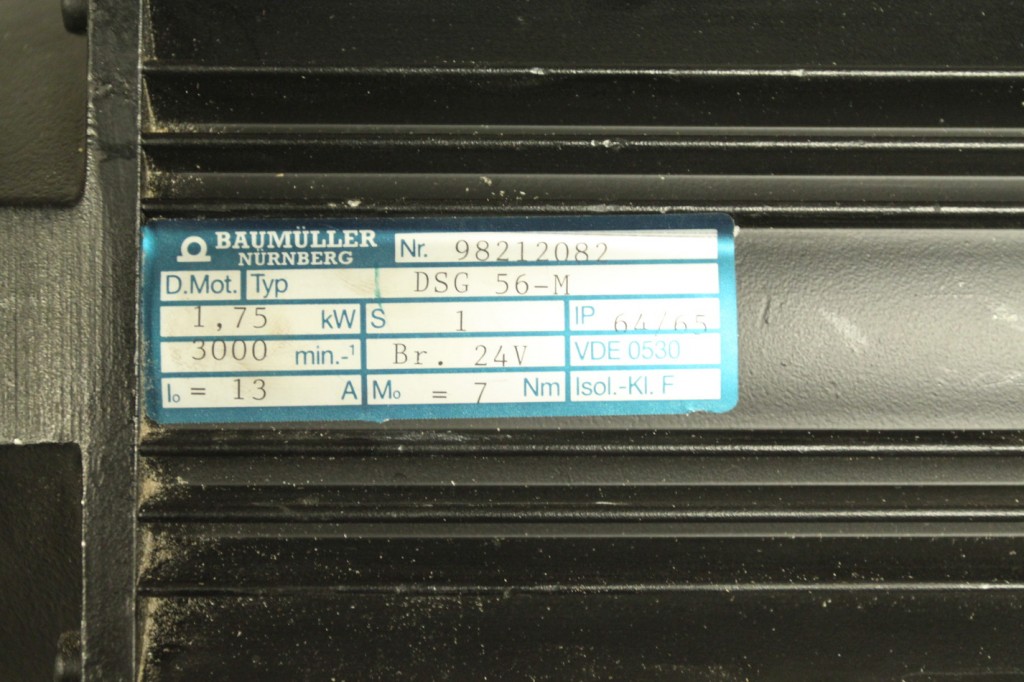 BAUMÜLLER
NÜRNBERG
Nr. 98212082
D.Mot. Typ DSG 56-M
1,75 kW S 1 IP 64/65
3000 min.-¹ Br. 24V VDE 0530
I₀ = 13 A M₀ = 7 Nm Isol.-Kl. F